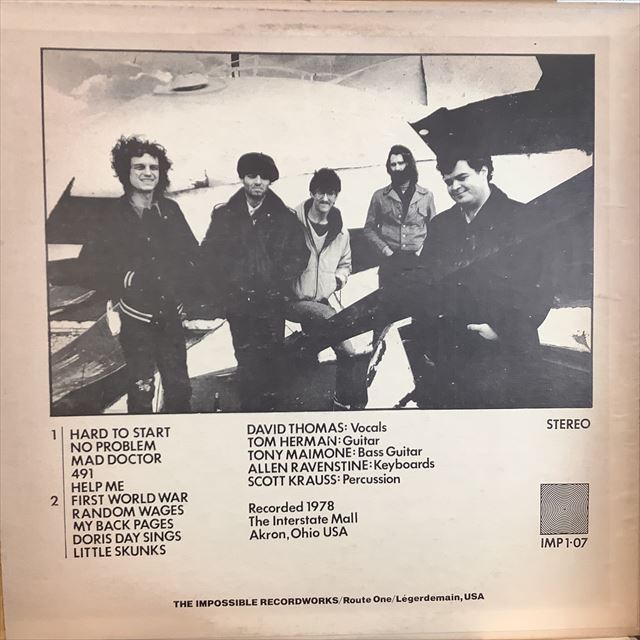 1 HARD TO START
NO PROBLEM
MAD DOCTOR
491
HELP ME
2 FIRST WORLD WAR
RANDOM WAGES
MY BACK PAGES
DORIS DAY SINGS
LITTLE SKUNKS
DAVID THOMAS: Vocals
TOM HERMAN: Guitar
TONY MAIMONE: Bass Guitar
ALLEN RAVENSTINE: Keyboards
SCOTT KRAUSS: Percussion
Recorded 1978
The Interstate Mall
Akron, Ohio USA
STEREO
IMP 1·07
THE IMPOSSIBLE RECORDWORKS/Route One/Légerdemain, USA